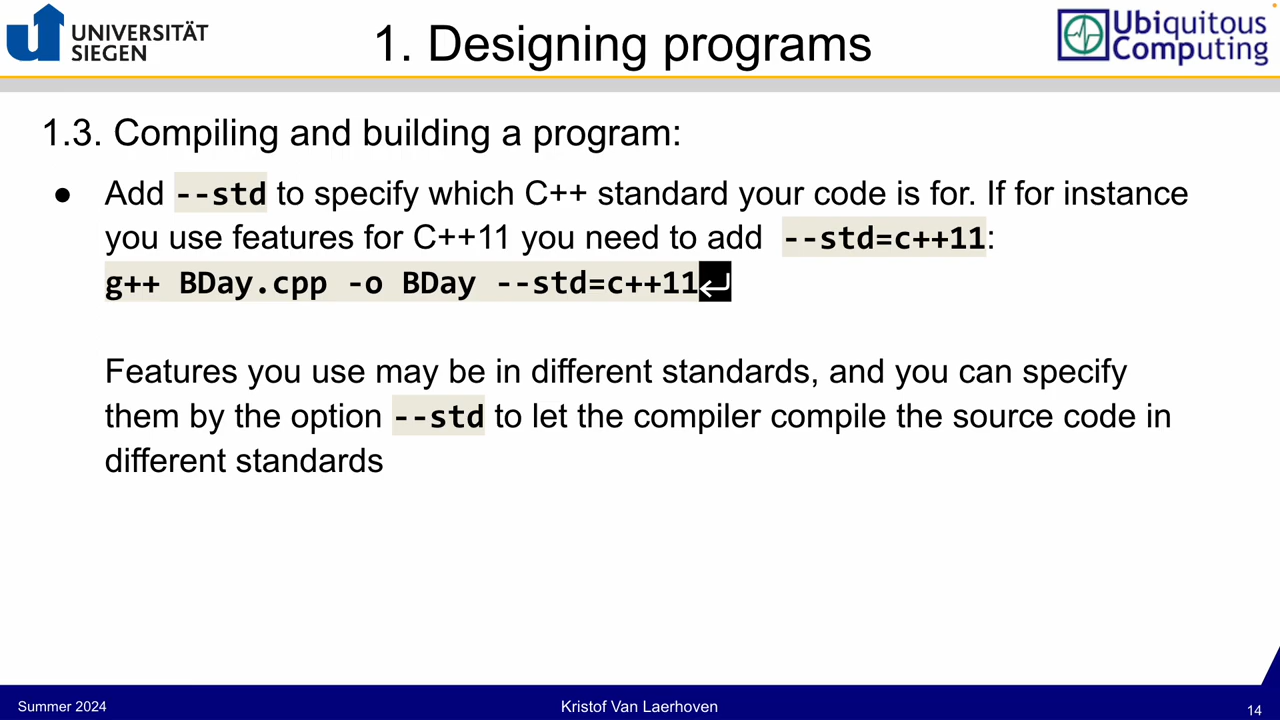 UNIVERSITÄT
SIEGEN
1. Designing programs
Ubiquitous
Computing
1.3. Compiling and building a program:
● Add --std to specify which C++ standard your code is for. If for instance
you use features for C++11 you need to add --std=c++11:
g++ BDay.cpp -o BDay --std=c++11↵
Features you use may be in different standards, and you can specify
them by the option --std to let the compiler compile the source code in
different standards
Summer 2024
Kristof Van Laerhoven
14